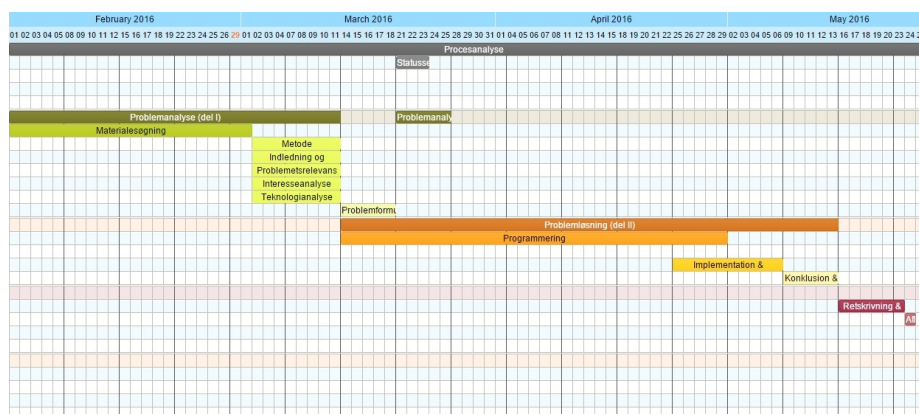 February 2016 March 2016 April 2016 May 2016
01 02 03 04 05 08 09 10 11 12 15 16 17 18 19 22 23 24 25 26 29 01 02 03 04 07 08 09 10 11 14 15 16 17 18 21 22 23 24 25 28 29 30 31 01 04 05 06 07 08 11 12 13 14 15 18 19 20 21 22 25 26 27 28 29 02 03 04 05 06 09 10 11 12 13 16 17 18 19 20 23 24 2
Procesanalyse
Statusse
Problemanalyse (del I) Problemanaly
Materialesøgning
Metode
Indledning og
Problemetsrelevans
Interesseanalyse
Teknologianalyse
Problemformu
Problemløsning (del II)
Programmering
Implementation &
Konklusion &
Retskrivning &
Afl